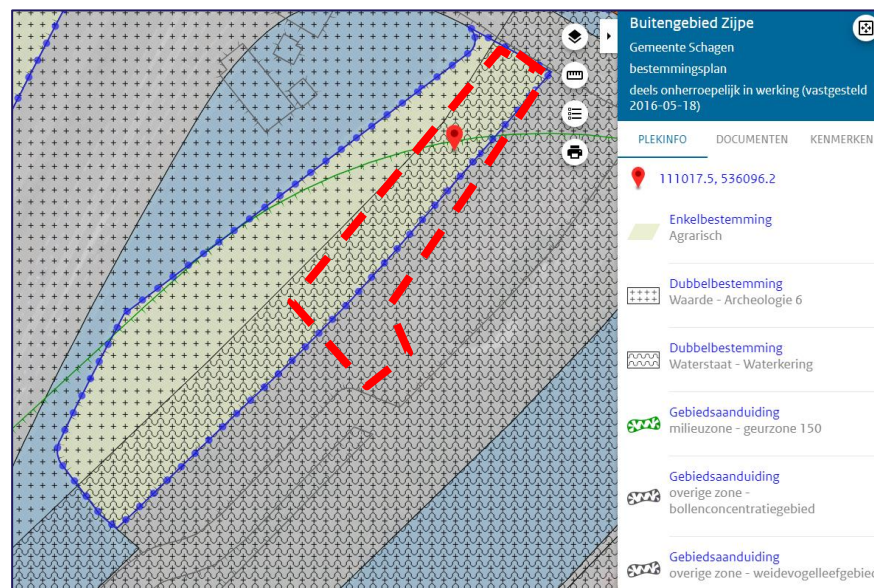 Buitengebied Zijpe
Gemeente Schagen
bestemmingsplan
deels onherroepelijk in werking (vastgesteld
2016-05-18)
PLEKINFO DOCUMENTEN KENMERKEN
111017.5, 536096.2
Enkelbestemming
Agrarisch
Dubbelbestemming
Waarde - Archeologie 6
Dubbelbestemming
Waterstaat - Waterkering
Gebiedsaanduiding
milieuzone - geurzone 150
Gebiedsaanduiding
overige zone -
bollenconcentratiegebied
Gebiedsaanduiding
overige zone - weidevogelleefgebied